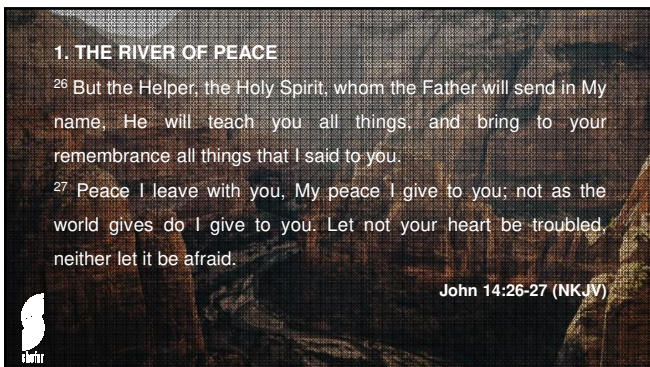 1. THE RIVER OF PEACE
26 But the Helper, the Holy Spirit, whom the Father will send in My
name, He will teach you all things, and bring to your
remembrance all things that I said to you.
27 Peace I leave with you, My peace I give to you; not as the
world gives do I give to you. Let not your heart be troubled,
neither let it be afraid.
John 14:26-27 (NKJV)
shofar